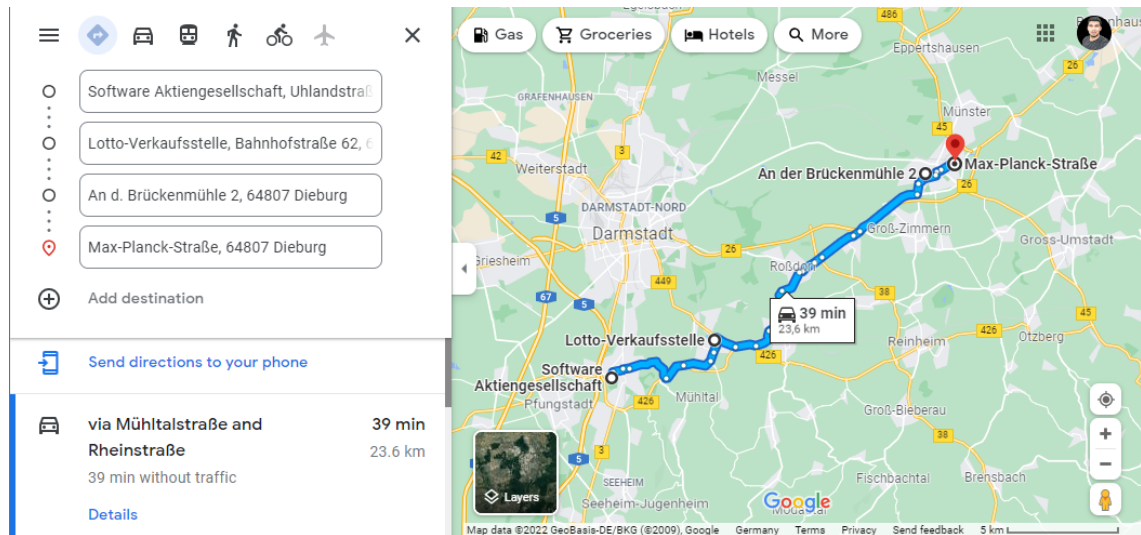 Software Aktiengesellschaft, Uhlandstraß
Lotto-Verkaufsstelle, Bahnhofstraße 62, 6
An d. Brückenmühle 2, 64807 Dieburg
Max-Planck-Straße, 64807 Dieburg
Add destination
Send directions to your phone
via Mühltalstraße and
Rheinstraße
39 min
23.6 km
39 min without traffic
Details
Gas
Groceries
Hotels
More
486
Eppertshausen
26
Messel
GRÄFENHAUSEN
Münster
45
3
42
Weiterstadt
Max-Planck-Straße
An der Brückenmühle 2
26
DARMSTADT-NORD
5
Darmstadt
Groß-Zimmern
Gross-Umstadt
26
Griesheim
Roßdorf
449
67
5
38
39 min
23,6 km
Lotto-Verkaufsstelle
426
Reinheim
426
Otzberg
Software
Aktiengesellschaft
Pfungstadt
426
Mühltal
Groß-Bieberau
38
3
5
SEEHEIM
Seeheim-Jugenheim
Fischbachtal
Brensbach
Layers
Google
Modautal
Map data ©2022 GeoBasis-DE/BKG (©2009), Google
Germany
Terms
Privacy
Send feedback
5 km